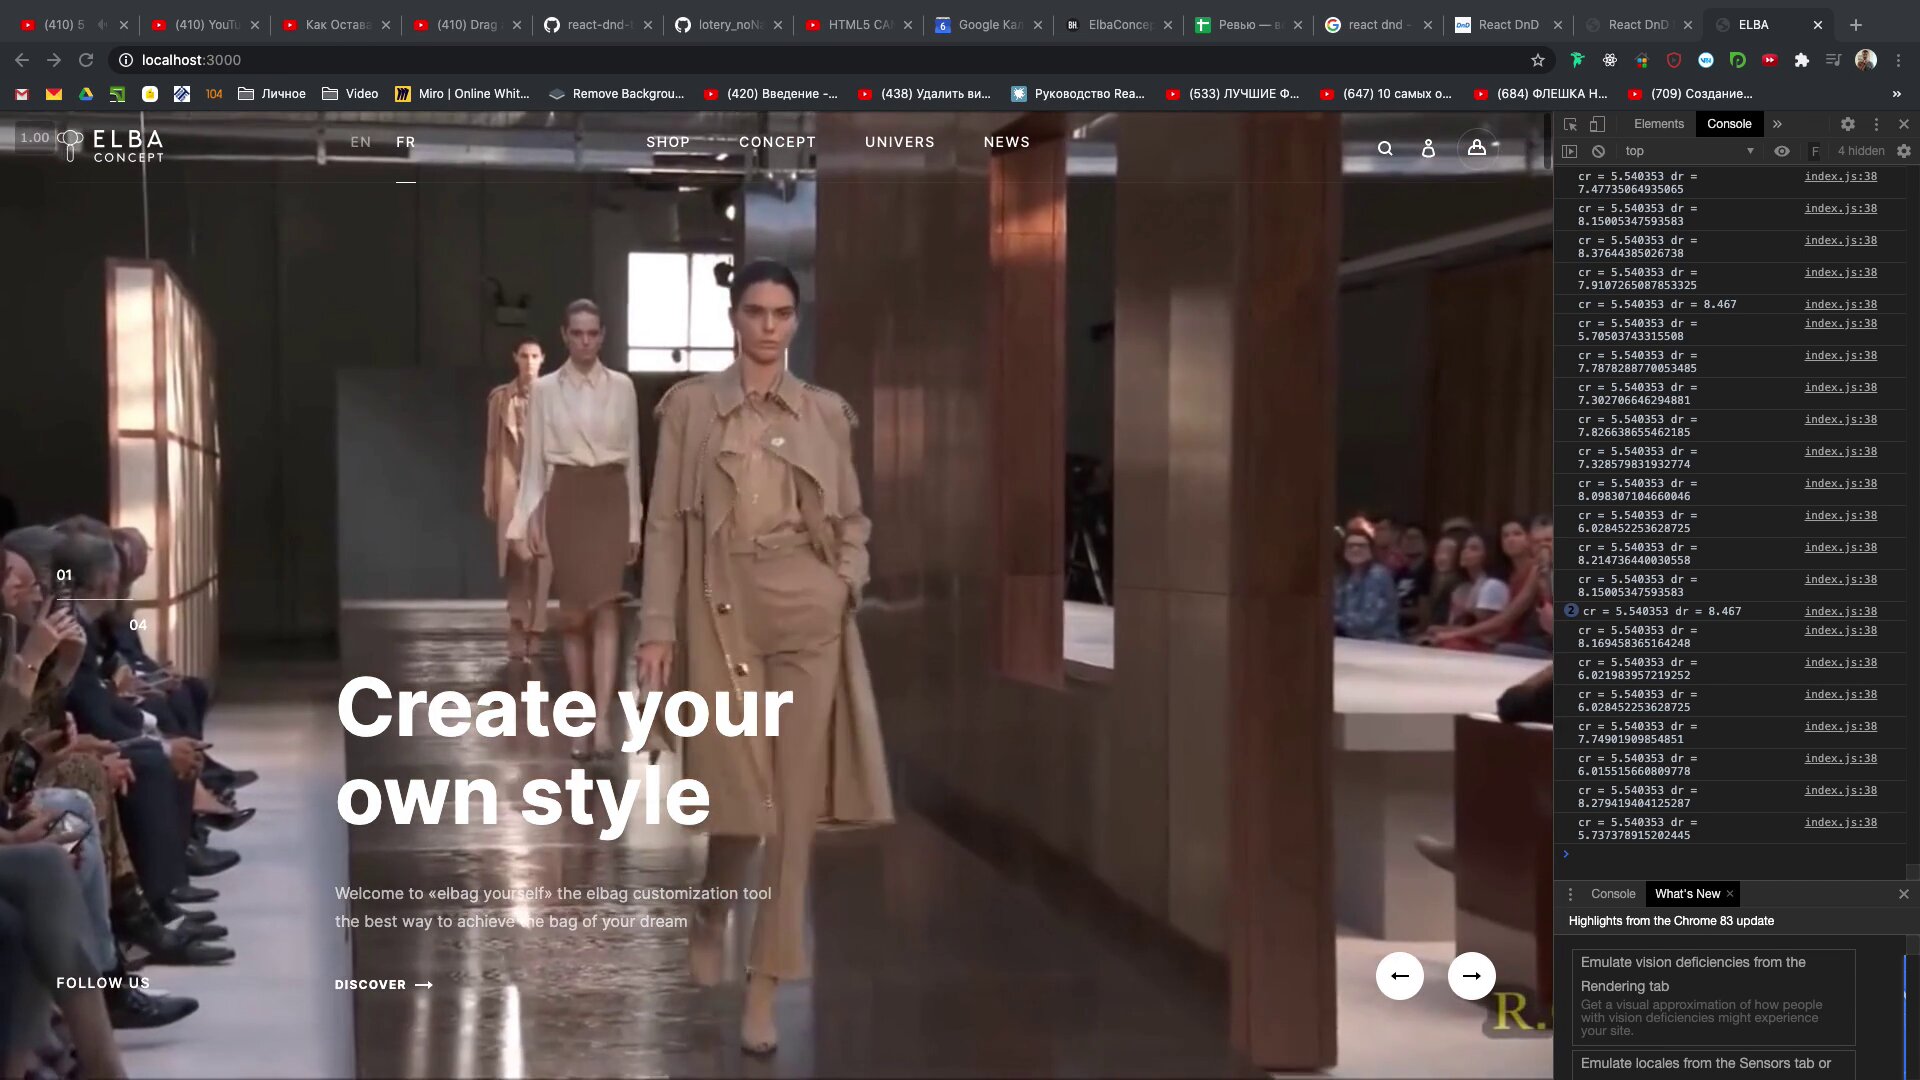 (410) 5
(410) YouTu
Как Остава
(410) Drag
react-dnd-t
lotery_noNa
HTML5 CAN
Google Кал
ElbaConcep
Ревью — в
react dnd -
React DnD
React DnD
ELBA
localhost:3000
104
Личное
Video
Miro | Online Whit...
Remove Backgrou...
(420) Введение -...
(438) Удалить ви...
Руководство Rea...
(533) ЛУЧШИЕ Ф...
(647) 10 самых о...
(684) ФЛЕШКА Н...
(709) Создание...
»
1.00
ELBA
CONCEPT
EN
FR
SHOP
CONCEPT
UNIVERS
NEWS
01
04
Create your
own style
Welcome to «elbag yourself» the elbag customization tool
the best way to achieve the bag of your dream
DISCOVER
FOLLOW US
R.
Elements
Console
»
top
F
4 hidden
cr = 5.540353 dr = index.js:38
7.47735064935065
cr = 5.540353 dr = index.js:38
8.15005347593583
cr = 5.540353 dr = index.js:38
8.37644385026738
cr = 5.540353 dr = index.js:38
7.9107265087853325
cr = 5.540353 dr = 8.467 index.js:38
cr = 5.540353 dr = index.js:38
5.70503743315508
cr = 5.540353 dr = index.js:38
7.7878288770053485
cr = 5.540353 dr = index.js:38
7.302706646294881
cr = 5.540353 dr = index.js:38
7.826638655462185
cr = 5.540353 dr = index.js:38
7.328579831932774
cr = 5.540353 dr = index.js:38
8.098307104660046
cr = 5.540353 dr = index.js:38
6.028452253628725
cr = 5.540353 dr = index.js:38
8.214736440030558
cr = 5.540353 dr = index.js:38
8.15005347593583
2 cr = 5.540353 dr = 8.467 index.js:38
cr = 5.540353 dr = index.js:38
8.169458365164248
cr = 5.540353 dr = index.js:38
6.021983957219252
cr = 5.540353 dr = index.js:38
6.028452253628725
cr = 5.540353 dr = index.js:38
7.74901909854851
cr = 5.540353 dr = index.js:38
6.015515660809778
cr = 5.540353 dr = index.js:38
8.279419404125287
cr = 5.540353 dr = index.js:38
5.737378915202445
Console
What's New
Highlights from the Chrome 83 update
Emulate vision deficiencies from the
Rendering tab
Get a visual approximation of how people
with vision deficiencies might experience
your site.
Emulate locales from the Sensors tab or